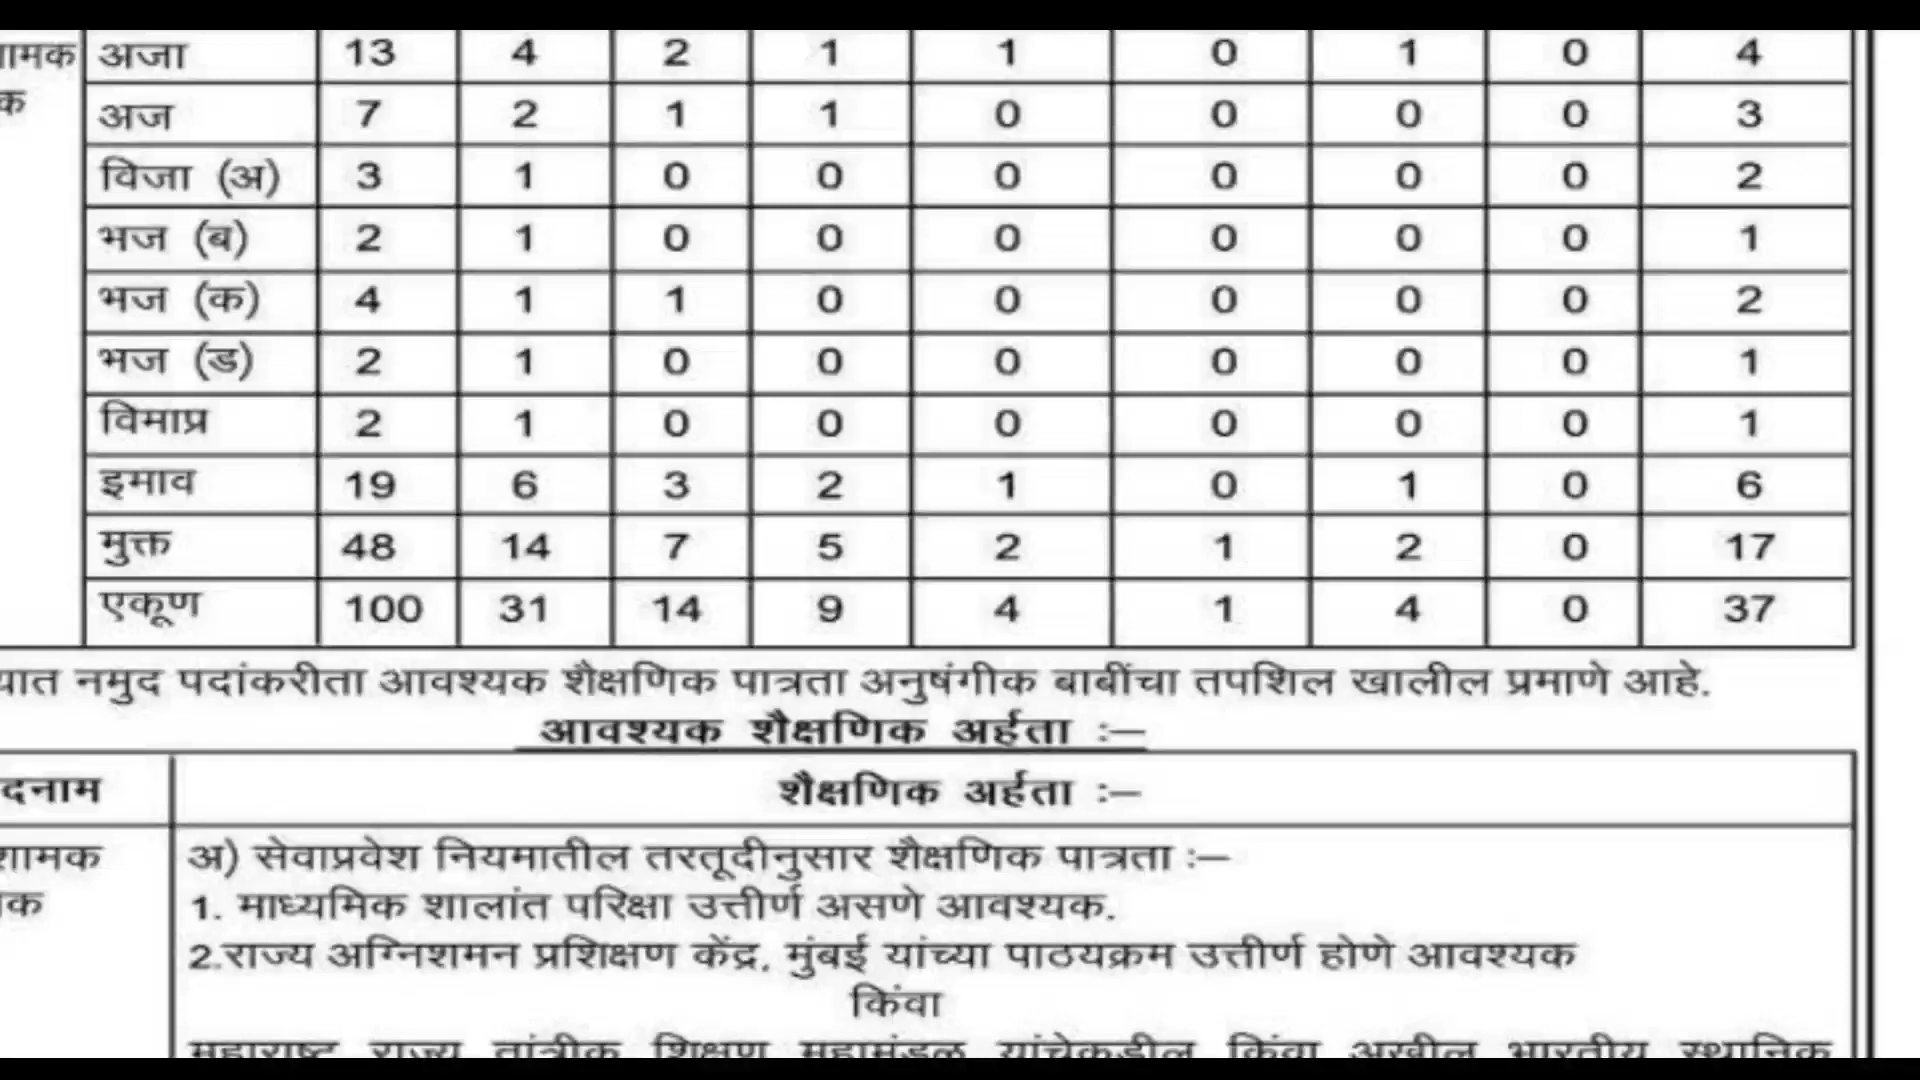 ामक अजा 13 4 2 1 1 0 1 0 4
क अज 7 2 1 1 0 0 0 0 3
विजा (अ) 3 1 0 0 0 0 0 0 2
भज (ब) 2 1 0 0 0 0 0 0 1
भज (क) 4 1 1 0 0 0 0 0 2
भज (ड) 2 1 0 0 0 0 0 0 1
विमाप्र 2 1 0 0 0 0 0 0 1
इमाव 19 6 3 2 1 0 1 0 6
मुक्त 48 14 7 5 2 1 2 0 17
एकूण 100 31 14 9 4 1 4 0 37
यात नमुद पदांकरीता आवश्यक शैक्षणिक पात्रता अनुषंगीक बाबींचा तपशिल खालील प्रमाणे आहे.
आवश्यक शैक्षणिक अर्हता :–
दनाम शैक्षणिक अर्हता :–
शामक अ) सेवाप्रवेश नियमातील तरतूदीनुसार शैक्षणिक पात्रता :–
क 1. माध्यमिक शालांत परिक्षा उत्तीर्ण असणे आवश्यक.
2.राज्य अग्निशमन प्रशिक्षण केंद्र, मुंबई यांच्या पाठयक्रम उत्तीर्ण होणे आवश्यक
किंवा
महाराष्ट्र राज्य तांत्रीक शिक्षण महामंडळ यांचेकडील किंवा अखील भारतीय स्थानिक